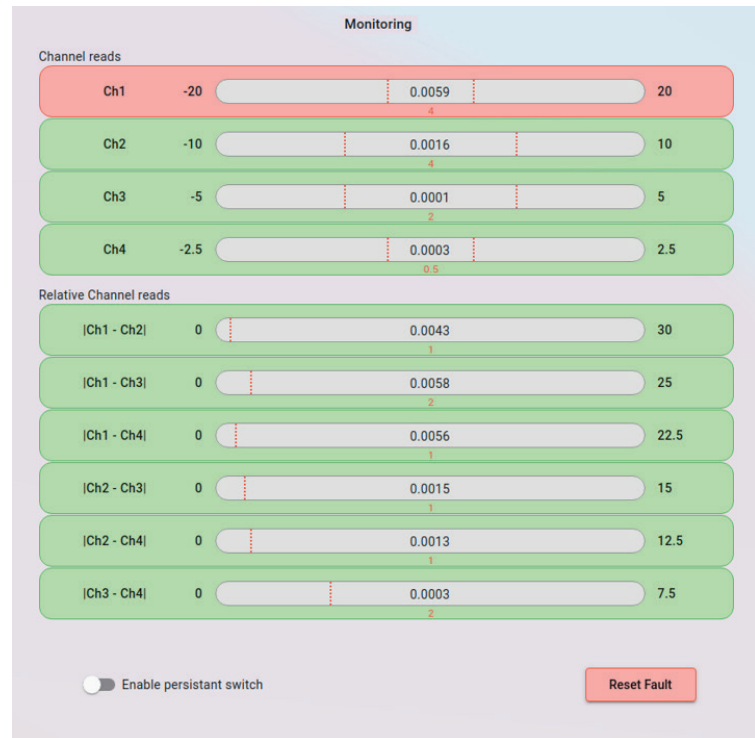 Monitoring
Channel reads
Ch1 -20 0.0059 20
4
Ch2 -10 0.0016 10
4
Ch3 -5 0.0001 5
2
Ch4 -2.5 0.0003 2.5
0.5
Relative Channel reads
|Ch1 - Ch2| 0 0.0043 30
1
|Ch1 - Ch3| 0 0.0058 25
2
|Ch1 - Ch4| 0 0.0056 22.5
1
|Ch2 - Ch3| 0 0.0015 15
1
|Ch2 - Ch4| 0 0.0013 12.5
1
|Ch3 - Ch4| 0 0.0003 7.5
2
Enable persistant switch Reset Fault